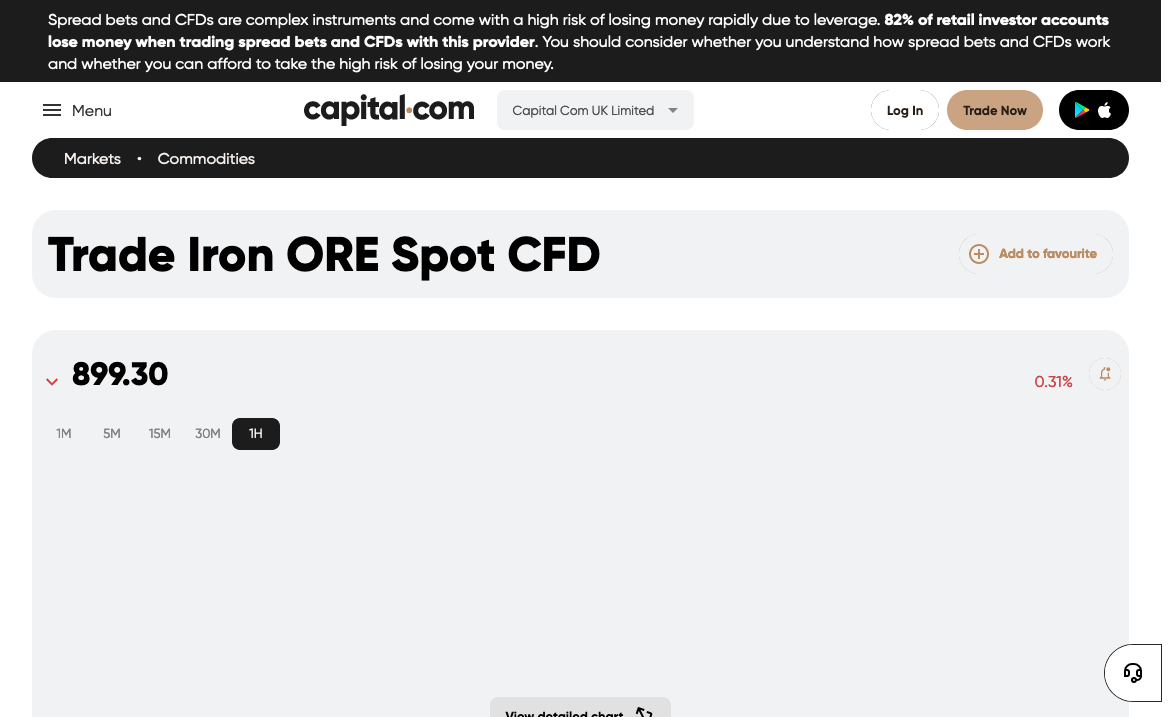 Spread bets and CFDs are complex instruments and come with a high risk of losing money rapidly due to leverage. 82% of retail investor accounts
lose money when trading spread bets and CFDs with this provider. You should consider whether you understand how spread bets and CFDs work
and whether you can afford to take the high risk of losing your money.
Menu
capital.com
Capital Com UK Limited
Log In
Trade Now
Markets • Commodities
Trade Iron ORE Spot CFD
Add to favourite
899.30
0.31%
1M 5M 15M 30M 1H
View detailed chart